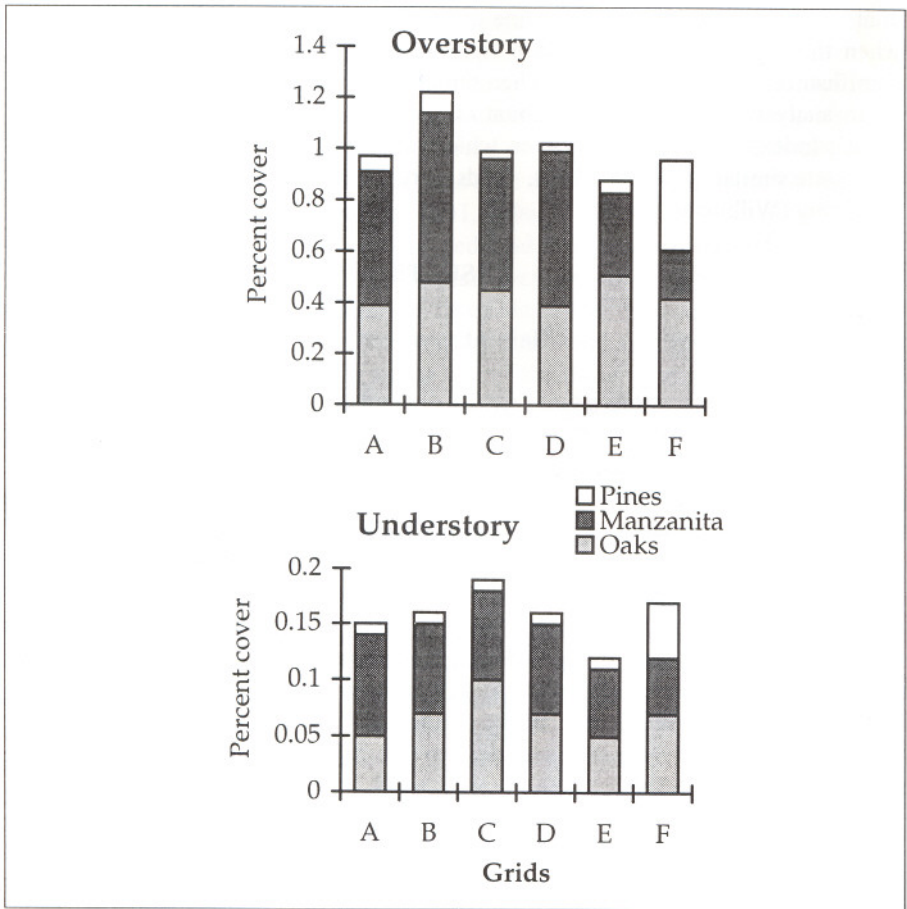 Overstory
Percent cover
1.4
1.2
1
0.8
0.6
0.4
0.2
0
A B C D E F
Pines
Manzanita
Oaks
Understory
Percent cover
0.2
0.15
0.1
0.05
0
A B C D E F
Grids